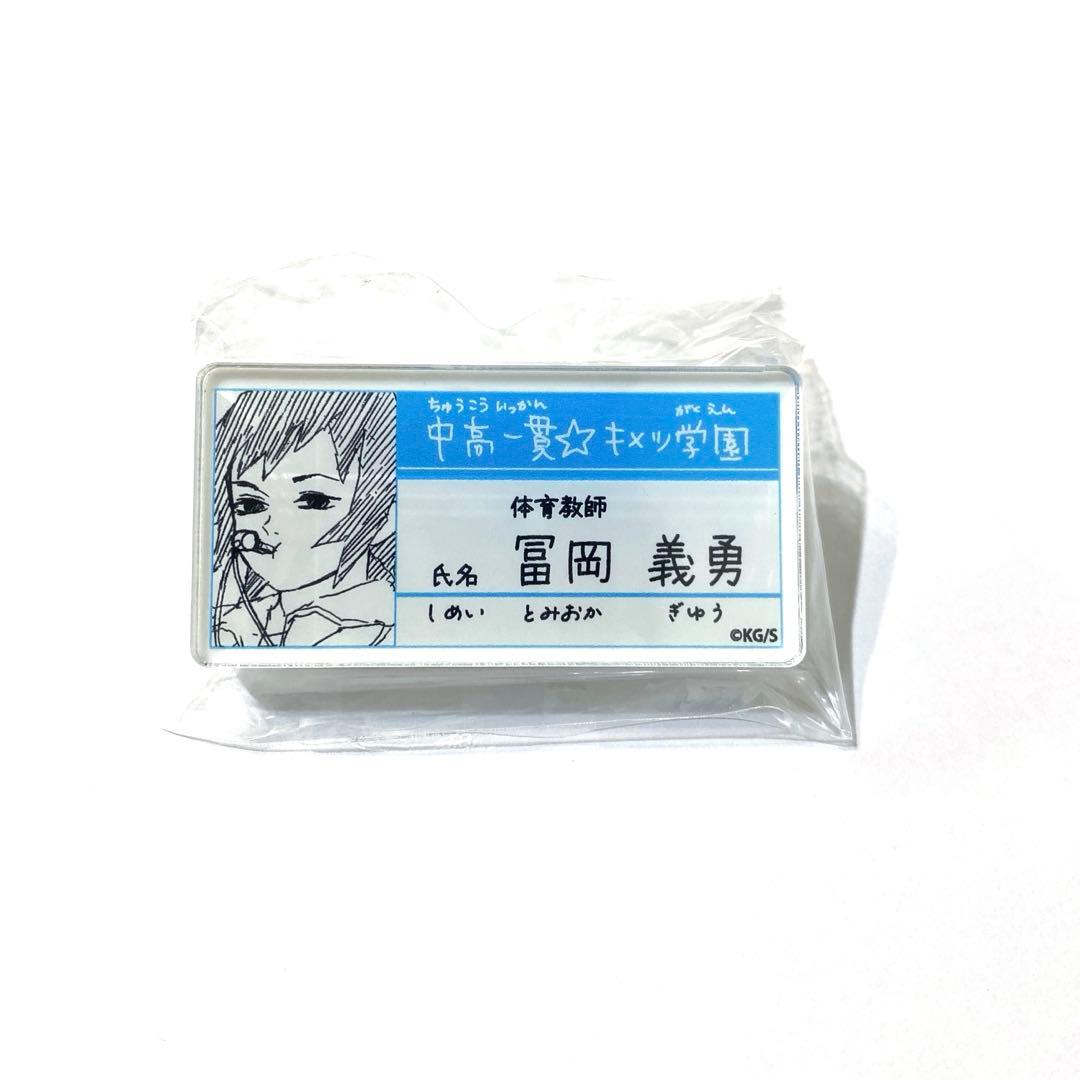 ちゅうこういっかん がくえん
中高一貫☆キメツ学園
体育教師
氏名 冨岡 義勇
しめい とみおか ぎゆう
©KG/S